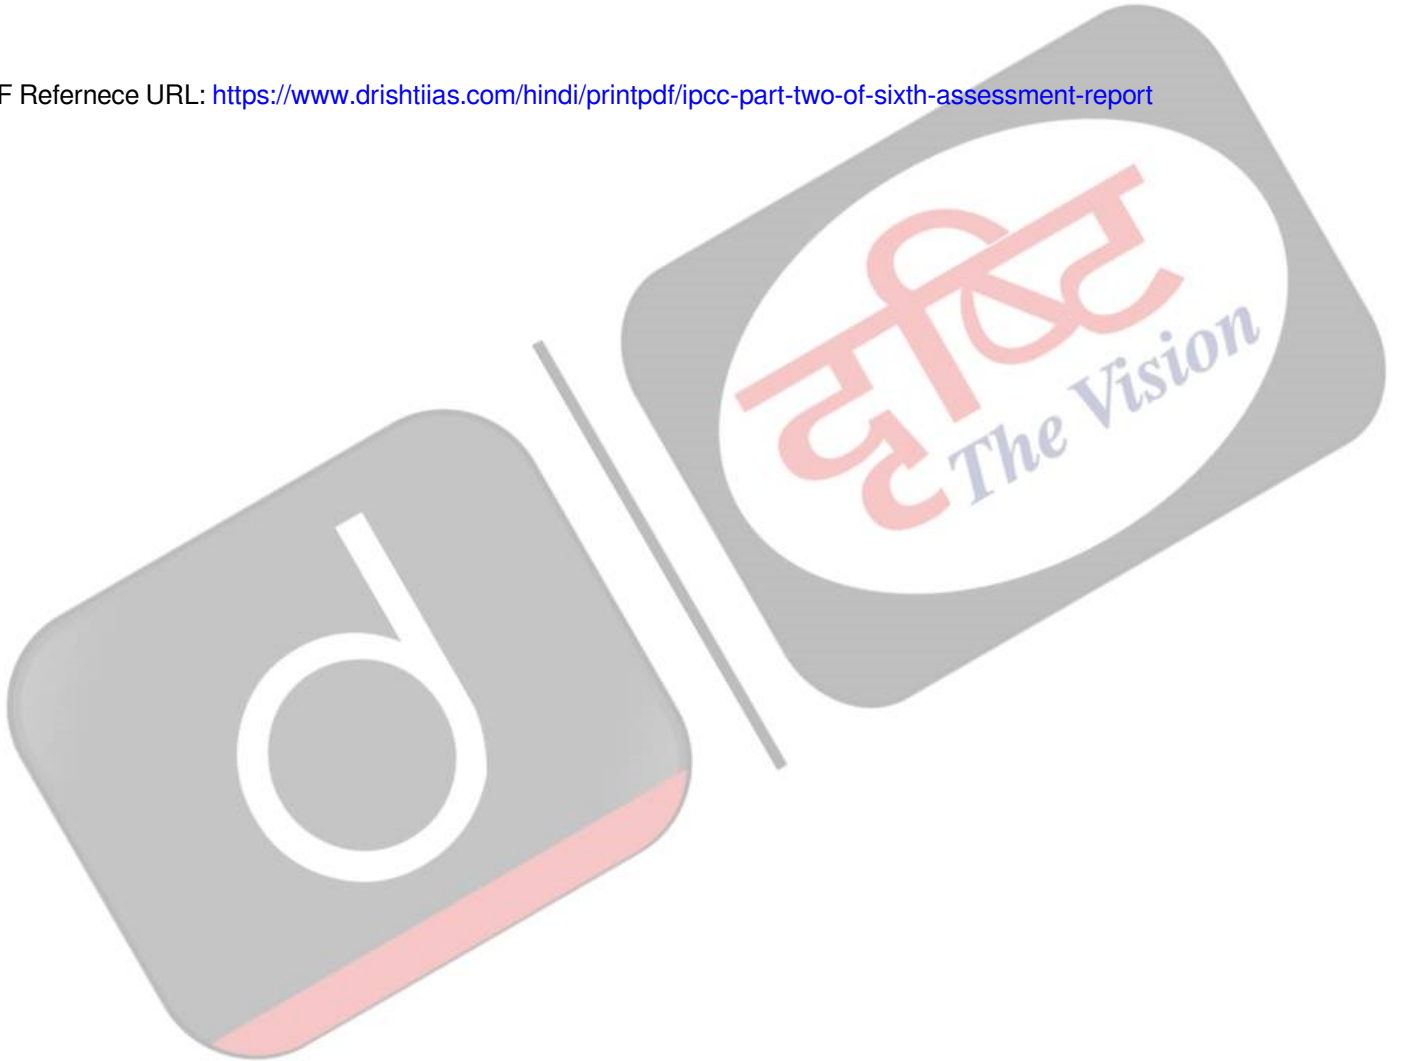 F Refernece URL: https://www.drishtiias.com/hindi/printpdf/ipcc-part-two-of-sixth-assessment-report
दृष्टि
The Vision
d